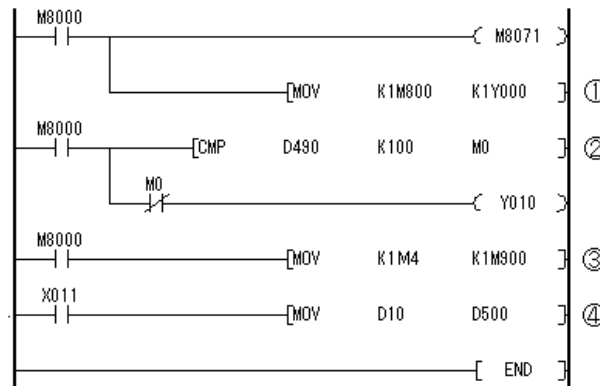 M8000
M8071
MOV K1M800 K1Y000 ①
M8000
CMP D490 K100 M0 ②
M0
Y010
M8000
MOV K1M4 K1M900 ③
X011
MOV D10 D500 ④
END